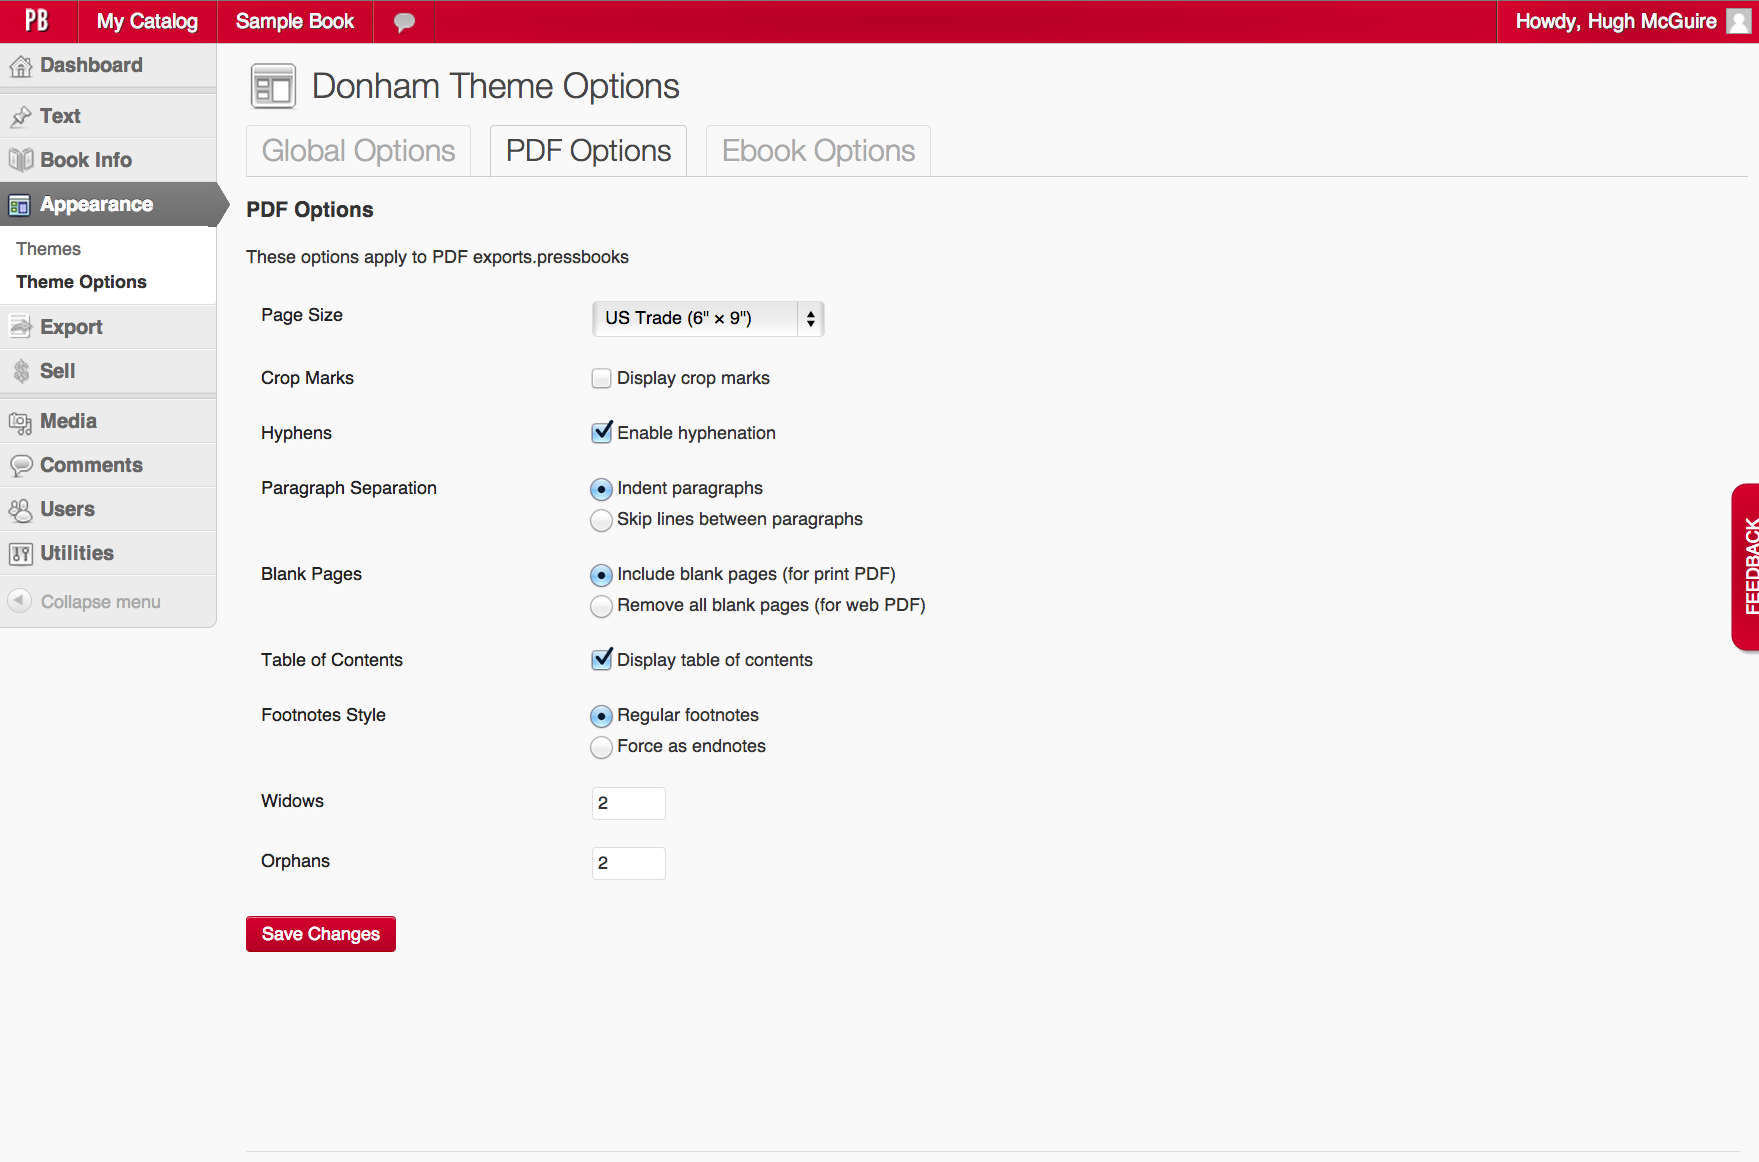 PB My Catalog Sample Book Howdy, Hugh McGuire
Dashboard
Text
Book Info
Appearance
Themes
Theme Options
Export
Sell
Media
Comments
Users
Utilities
Collapse menu
Donham Theme Options
Global Options PDF Options Ebook Options
PDF Options
These options apply to PDF exports.pressbooks
Page Size US Trade (6" × 9")
Crop Marks Display crop marks
Hyphens Enable hyphenation
Paragraph Separation Indent paragraphs
Skip lines between paragraphs
Blank Pages Include blank pages (for print PDF)
Remove all blank pages (for web PDF)
Table of Contents Display table of contents
Footnotes Style Regular footnotes
Force as endnotes
Widows 2
Orphans 2
Save Changes
FEEDBACK